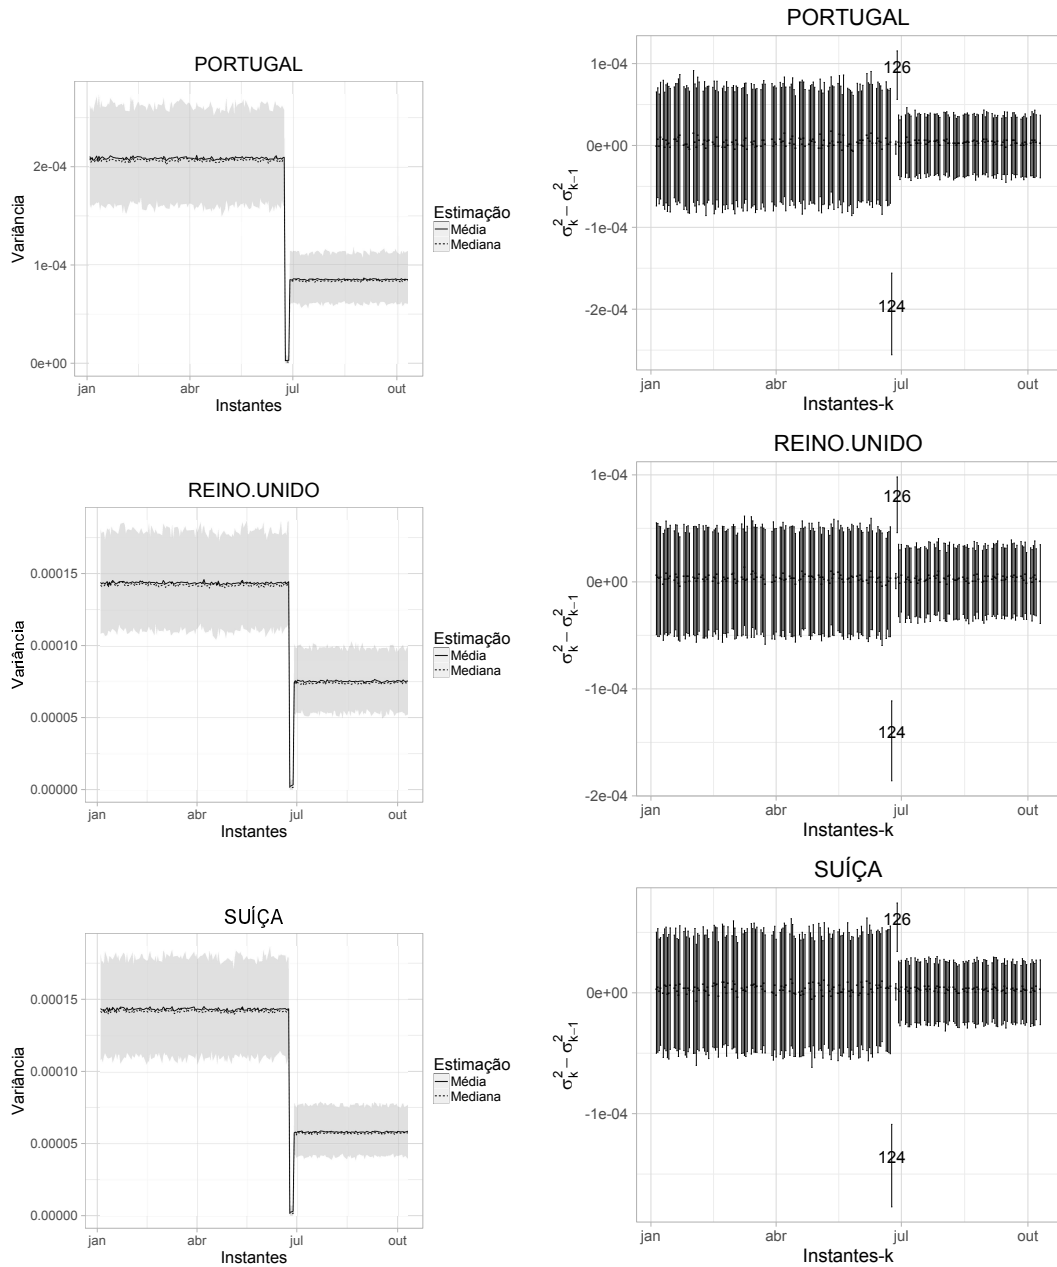 PORTUGAL
Variância
2e-04
1e-04
0e+00
jan
abr
jul
out
Instantes
Estimação
Média
Mediana
PORTUGAL
σ²k − σ²k−1
1e-04
0e+00
-1e-04
-2e-04
126
124
jan
abr
jul
out
Instantes-k
REINO.UNIDO
Variância
0.00015
0.00010
0.00005
0.00000
jan
abr
jul
out
Instantes
Estimação
Média
Mediana
REINO.UNIDO
σ²k − σ²k−1
1e-04
0e+00
-1e-04
-2e-04
126
124
jan
abr
jul
out
Instantes-k
SUÍÇA
Variância
0.00015
0.00010
0.00005
0.00000
jan
abr
jul
out
Instantes
Estimação
Média
Mediana
SUÍÇA
σ²k − σ²k−1
0e+00
-1e-04
126
124
jan
abr
jul
out
Instantes-k